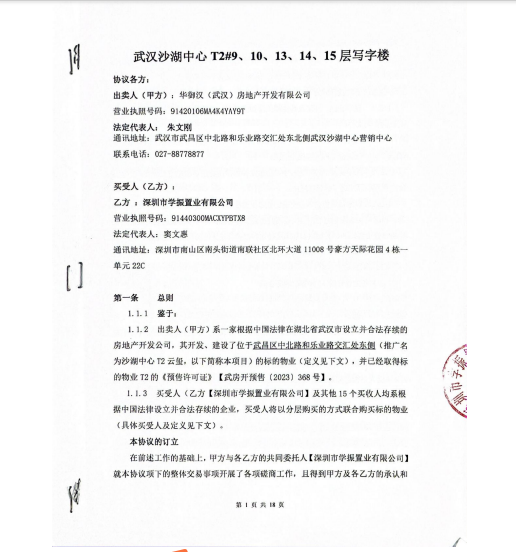 武汉沙湖中心 T2#9、10、13、14、15 层写字楼
协议各方：
出卖人（甲方）：华御汉（武汉）房地产开发有限公司
营业执照号码：91420106MA4K4YAY9T
法定代表人： 朱文刚
通讯地址：武汉市武昌区中北路和乐业路交汇处东北侧武汉沙湖中心营销中心
联系电话：027-88778877
买受人（乙方）：
乙方 ：深圳市学振置业有限公司
营业执照号码：91440300MACXYPBTX8
法定代表人：窦文惠
通讯地址：深圳市南山区南头街道南联社区北环大道 11008 号豪方天际花园 4 栋一
单元 22C
第一条 总则
1.1.1 鉴于：
1.1.2 出卖人（甲方）系一家根据中国法律在湖北省武汉市设立并合法存续的
房地产开发公司，其开发、建设了位于武昌区中北路和乐业路交汇处东侧（推广名
为沙湖中心 T2 云玺，以下简称本项目）的标的物业（定义见下文），并已经取得标
的物业 T2 的《预售许可证》【武房开预售〔2023〕368 号】。
1.1.3 买受人（乙方【深圳市学振置业有限公司】及其他 15 个买收人均系根
据中国法律设立并合法存续的企业，买受人将以分层购买的方式联合购买标的物业
（具体买受人及定义见下文）。
本协议的订立
在前述工作的基础上，甲方与各乙方的共同委托人【深圳市学振置业有限公司】
就本协议项下的整体交易事项开展了各项磋商工作，且得到甲方及各乙方的承认和
第 1 页 共 18 页